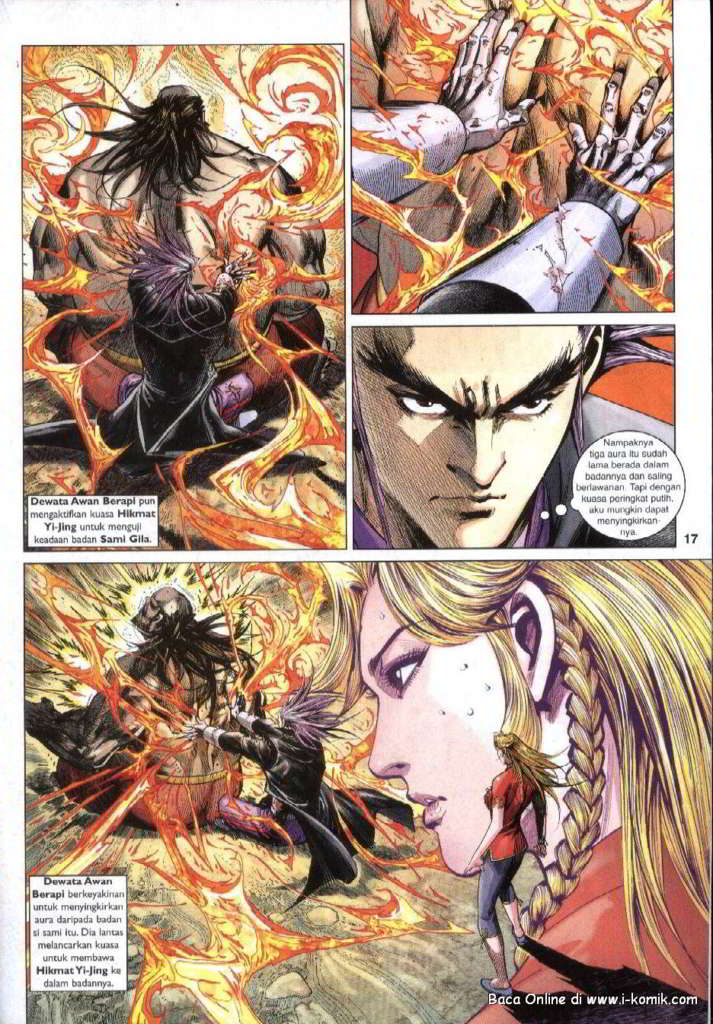 Dewata Awan Berapi pun
mengaktifkan kuasa Hikmat
Yi-Jing untuk menguji
keadaan badan Sami Gila.
Nampaknya
tiga aura itu sudah
lama berada dalam
badannya dan saling
berlawanan. Tapi dengan
kuasa peringkat putih,
aku mungkin dapat
menyingkirkan-
nya.
17
Dewata Awan
Berapi berkeyakinan
untuk menyingkirkan
aura daripada badan
si sami itu. Dia lantas
melancarkan kuasa
untuk membawa
Hikmat Yi-Jing ke
dalam badannya.
Baca Online di www.i-komik.com